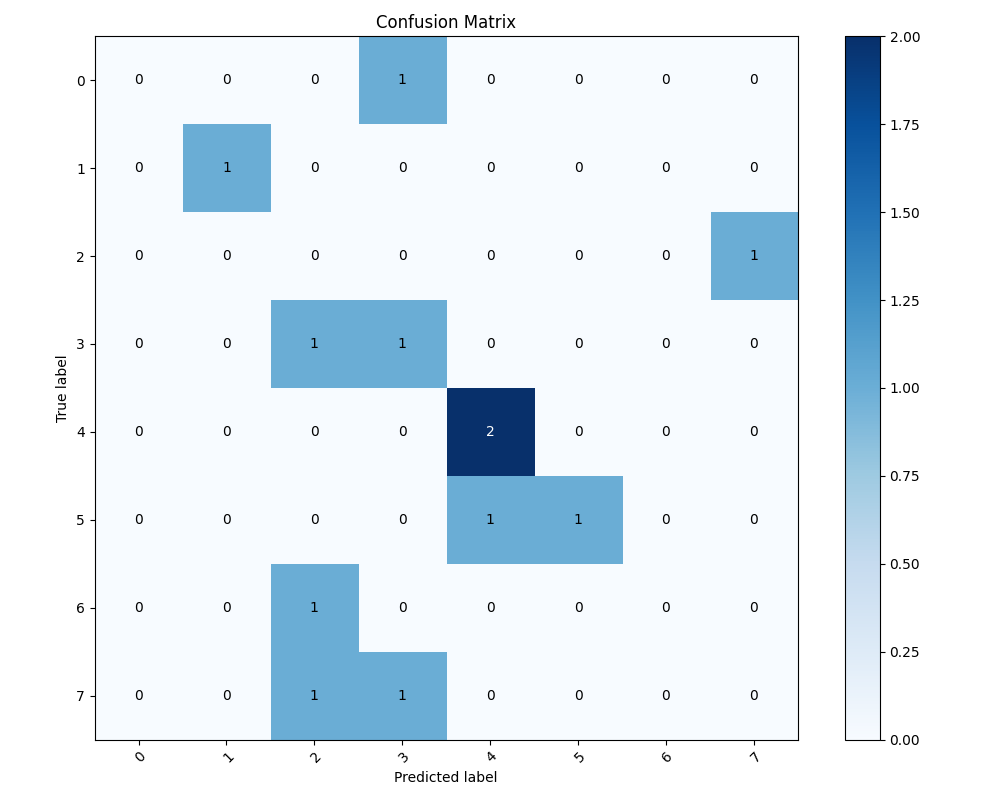 Confusion Matrix
0 0 0 0 1 0 0 0 0
1 0 1 0 0 0 0 0 0
2 0 0 0 0 0 0 0 1
3 0 0 1 1 0 0 0 0
4 0 0 0 0 2 0 0 0
5 0 0 0 0 1 1 0 0
6 0 0 1 0 0 0 0 0
7 0 0 1 1 0 0 0 0
0 1 2 3 4 5 6 7
True label
Predicted label
2.00
1.75
1.50
1.25
1.00
0.75
0.50
0.25
0.00